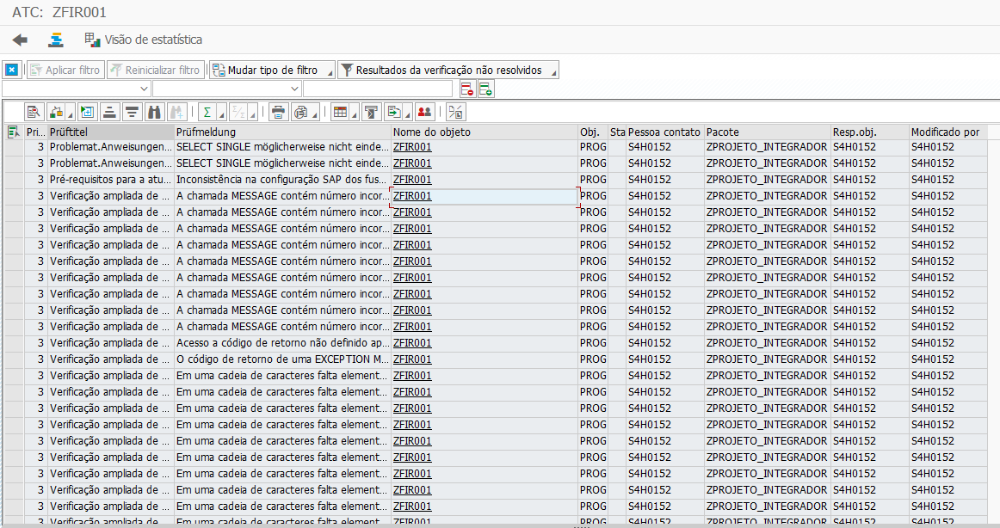 ATC: ZFIR001
Visão de estatística
Aplicar filtro Reinicializar filtro Mudar tipo de filtro Resultados da verificação não resolvidos
Pri... Prüftitel Prüfmeldung Nome do objeto Obj. Sta Pessoa contato Pacote Resp.obj. Modificado por
3 Problemat.Anweisungen... SELECT SINGLE möglicherweise nicht einde... ZFIR001 PROG S4H0152 ZPROJETO_INTEGRADOR S4H0152 S4H0152
3 Problemat.Anweisungen... SELECT SINGLE möglicherweise nicht einde... ZFIR001 PROG S4H0152 ZPROJETO_INTEGRADOR S4H0152 S4H0152
3 Pré-requisitos para a atu... Inconsistência na configuração SAP dos fus... ZFIR001 PROG S4H0152 ZPROJETO_INTEGRADOR S4H0152 S4H0152
3 Verificação ampliada de ... A chamada MESSAGE contém número incor... ZFIR001 PROG S4H0152 ZPROJETO_INTEGRADOR S4H0152 S4H0152
3 Verificação ampliada de ... A chamada MESSAGE contém número incor... ZFIR001 PROG S4H0152 ZPROJETO_INTEGRADOR S4H0152 S4H0152
3 Verificação ampliada de ... A chamada MESSAGE contém número incor... ZFIR001 PROG S4H0152 ZPROJETO_INTEGRADOR S4H0152 S4H0152
3 Verificação ampliada de ... A chamada MESSAGE contém número incor... ZFIR001 PROG S4H0152 ZPROJETO_INTEGRADOR S4H0152 S4H0152
3 Verificação ampliada de ... A chamada MESSAGE contém número incor... ZFIR001 PROG S4H0152 ZPROJETO_INTEGRADOR S4H0152 S4H0152
3 Verificação ampliada de ... A chamada MESSAGE contém número incor... ZFIR001 PROG S4H0152 ZPROJETO_INTEGRADOR S4H0152 S4H0152
3 Verificação ampliada de ... A chamada MESSAGE contém número incor... ZFIR001 PROG S4H0152 ZPROJETO_INTEGRADOR S4H0152 S4H0152
3 Verificação ampliada de ... A chamada MESSAGE contém número incor... ZFIR001 PROG S4H0152 ZPROJETO_INTEGRADOR S4H0152 S4H0152
3 Verificação ampliada de ... A chamada MESSAGE contém número incor... ZFIR001 PROG S4H0152 ZPROJETO_INTEGRADOR S4H0152 S4H0152
3 Verificação ampliada de ... Acesso a código de retorno não definido ap... ZFIR001 PROG S4H0152 ZPROJETO_INTEGRADOR S4H0152 S4H0152
3 Verificação ampliada de ... O código de retorno de uma EXCEPTION M... ZFIR001 PROG S4H0152 ZPROJETO_INTEGRADOR S4H0152 S4H0152
3 Verificação ampliada de ... Em uma cadeia de caracteres falta element... ZFIR001 PROG S4H0152 ZPROJETO_INTEGRADOR S4H0152 S4H0152
3 Verificação ampliada de ... Em uma cadeia de caracteres falta element... ZFIR001 PROG S4H0152 ZPROJETO_INTEGRADOR S4H0152 S4H0152
3 Verificação ampliada de ... Em uma cadeia de caracteres falta element... ZFIR001 PROG S4H0152 ZPROJETO_INTEGRADOR S4H0152 S4H0152
3 Verificação ampliada de ... Em uma cadeia de caracteres falta element... ZFIR001 PROG S4H0152 ZPROJETO_INTEGRADOR S4H0152 S4H0152
3 Verificação ampliada de ... Em uma cadeia de caracteres falta element... ZFIR001 PROG S4H0152 ZPROJETO_INTEGRADOR S4H0152 S4H0152
3 Verificação ampliada de ... Em uma cadeia de caracteres falta element... ZFIR001 PROG S4H0152 ZPROJETO_INTEGRADOR S4H0152 S4H0152
3 Verificação ampliada de ... Em uma cadeia de caracteres falta element... ZFIR001 PROG S4H0152 ZPROJETO_INTEGRADOR S4H0152 S4H0152
3 Verificação ampliada de ... Em uma cadeia de caracteres falta element... ZFIR001 PROG S4H0152 ZPROJETO_INTEGRADOR S4H0152 S4H0152
3 Verificação ampliada de ... Em uma cadeia de caracteres falta element... ZFIR001 PROG S4H0152 ZPROJETO_INTEGRADOR S4H0152 S4H0152
3 Verificação ampliada de ... Em uma cadeia de caracteres falta element... ZFIR001 PROG S4H0152 ZPROJETO_INTEGRADOR S4H0152 S4H0152